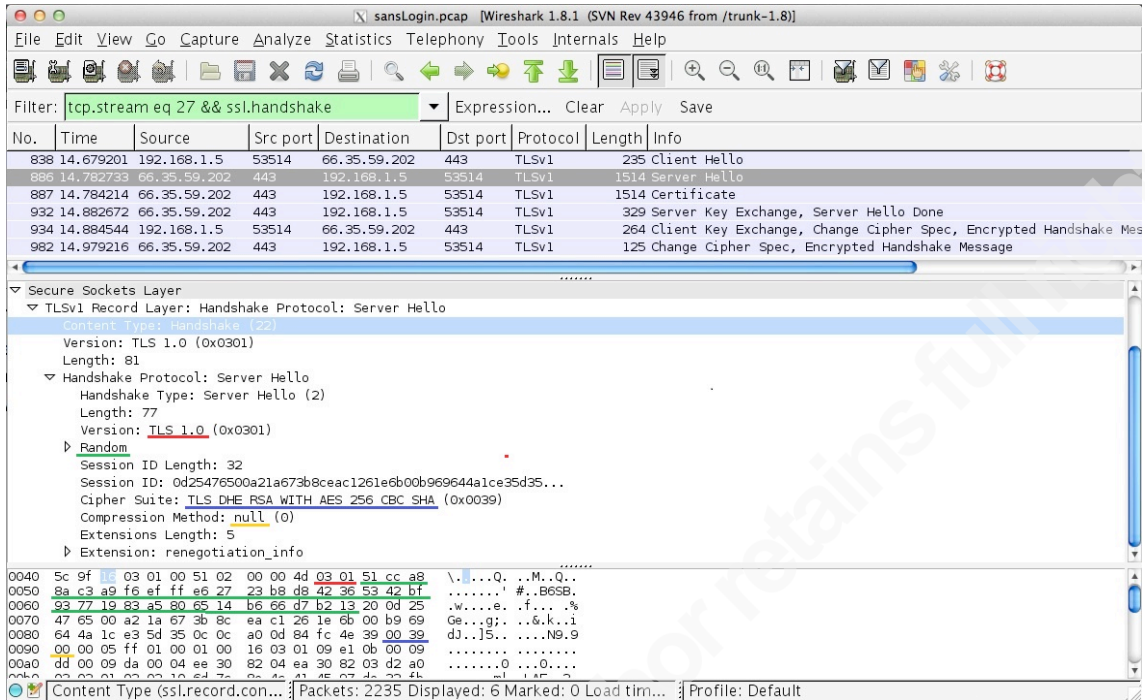 sansLogin.pcap [Wireshark 1.8.1 (SVN Rev 43946 from /trunk-1.8)]
File Edit View Go Capture Analyze Statistics Telephony Tools Internals Help
Filter: tcp.stream eq 27 && ssl.handshake Expression... Clear Apply Save
No. Time Source Src port Destination Dst port Protocol Length Info
838 14.679201 192.168.1.5 53514 66.35.59.202 443 TLSv1 235 Client Hello
886 14.782733 66.35.59.202 443 192.168.1.5 53514 TLSv1 1514 Server Hello
887 14.784214 66.35.59.202 443 192.168.1.5 53514 TLSv1 1514 Certificate
932 14.882672 66.35.59.202 443 192.168.1.5 53514 TLSv1 329 Server Key Exchange, Server Hello Done
934 14.884544 192.168.1.5 53514 66.35.59.202 443 TLSv1 264 Client Key Exchange, Change Cipher Spec, Encrypted Handshake Mes
982 14.979216 66.35.59.202 443 192.168.1.5 53514 TLSv1 125 Change Cipher Spec, Encrypted Handshake Message
Secure Sockets Layer
TLSv1 Record Layer: Handshake Protocol: Server Hello
Content Type: Handshake (22)
Version: TLS 1.0 (0x0301)
Length: 81
Handshake Protocol: Server Hello
Handshake Type: Server Hello (2)
Length: 77
Version: TLS 1.0 (0x0301)
Random
Session ID Length: 32
Session ID: 0d25476500a21a673b8ceac1261e6b00b969644a1ce35d35...
Cipher Suite: TLS DHE RSA WITH AES 256 CBC SHA (0x0039)
Compression Method: null (0)
Extensions Length: 5
Extension: renegotiation_info
0040 5c 9f 16 03 01 00 51 02 00 00 4d 03 01 51 cc a8 \.....Q. ..M..Q..
0050 8a c3 a9 f6 ef ff e6 27 23 b8 d8 42 36 53 42 bf .......' #..B6SB.
0060 93 77 19 83 a5 80 65 14 b6 66 d7 b2 13 20 0d 25 .w....e. .f... .%
0070 47 65 00 a2 1a 67 3b 8c ea c1 26 1e 6b 00 b9 69 Ge...g;. ..&.k..i
0080 64 4a 1c e3 5d 35 0c 0c a0 0d 84 fc 4e 39 00 39 dJ..]5.. ....N9.9
0090 00 00 05 ff 01 00 01 00 16 03 01 09 e1 0b 00 09 ........ ........
00a0 dd 00 09 da 00 04 ee 30 82 04 ea 30 82 03 d2 a0 .......0 ...0....
Content Type (ssl.record.con... Packets: 2235 Displayed: 6 Marked: 0 Load tim... Profile: Default